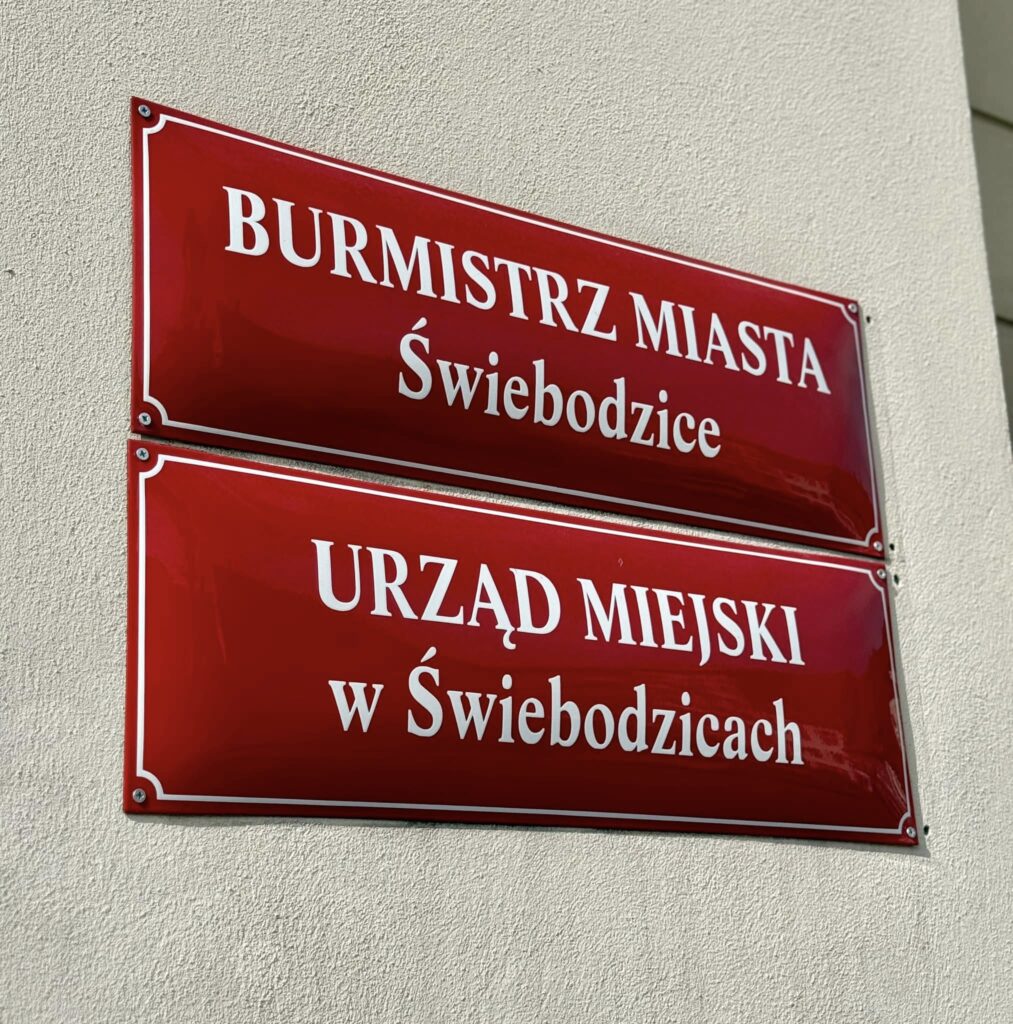 BURMISTRZ MIASTA
Świebodzice
URZĄD MIEJSKI
w Świebodzicach